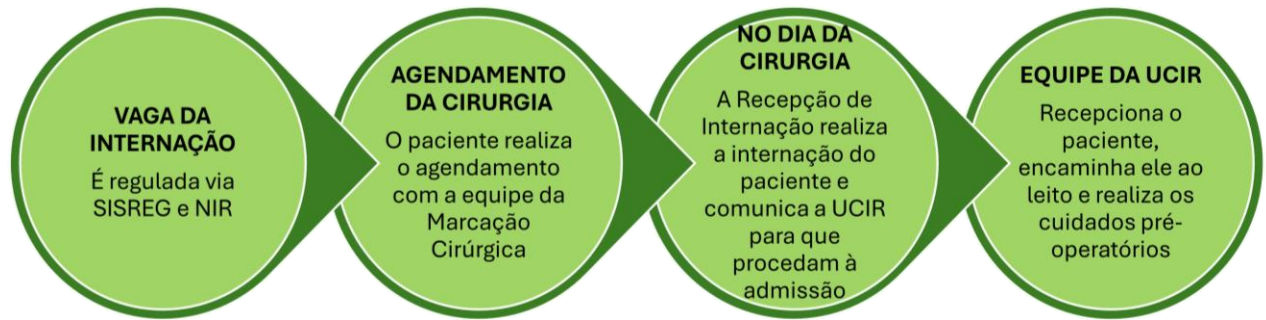 VAGA DA
INTERNAÇÃO
É regulada via
SISREG e NIR
AGENDAMENTO
DA CIRURGIA
O paciente realiza
o agendamento
com a equipe da
Marcação
Cirúrgica
NO DIA DA
CIRURGIA
A Recepção de
Internação realiza
a internação do
paciente e
comunica a UCIR
para que
procedam à
admissão
EQUIPE DA UCIR
Recepciona o
paciente,
encaminha ele ao
leito e realiza os
cuidados pré-
operatórios